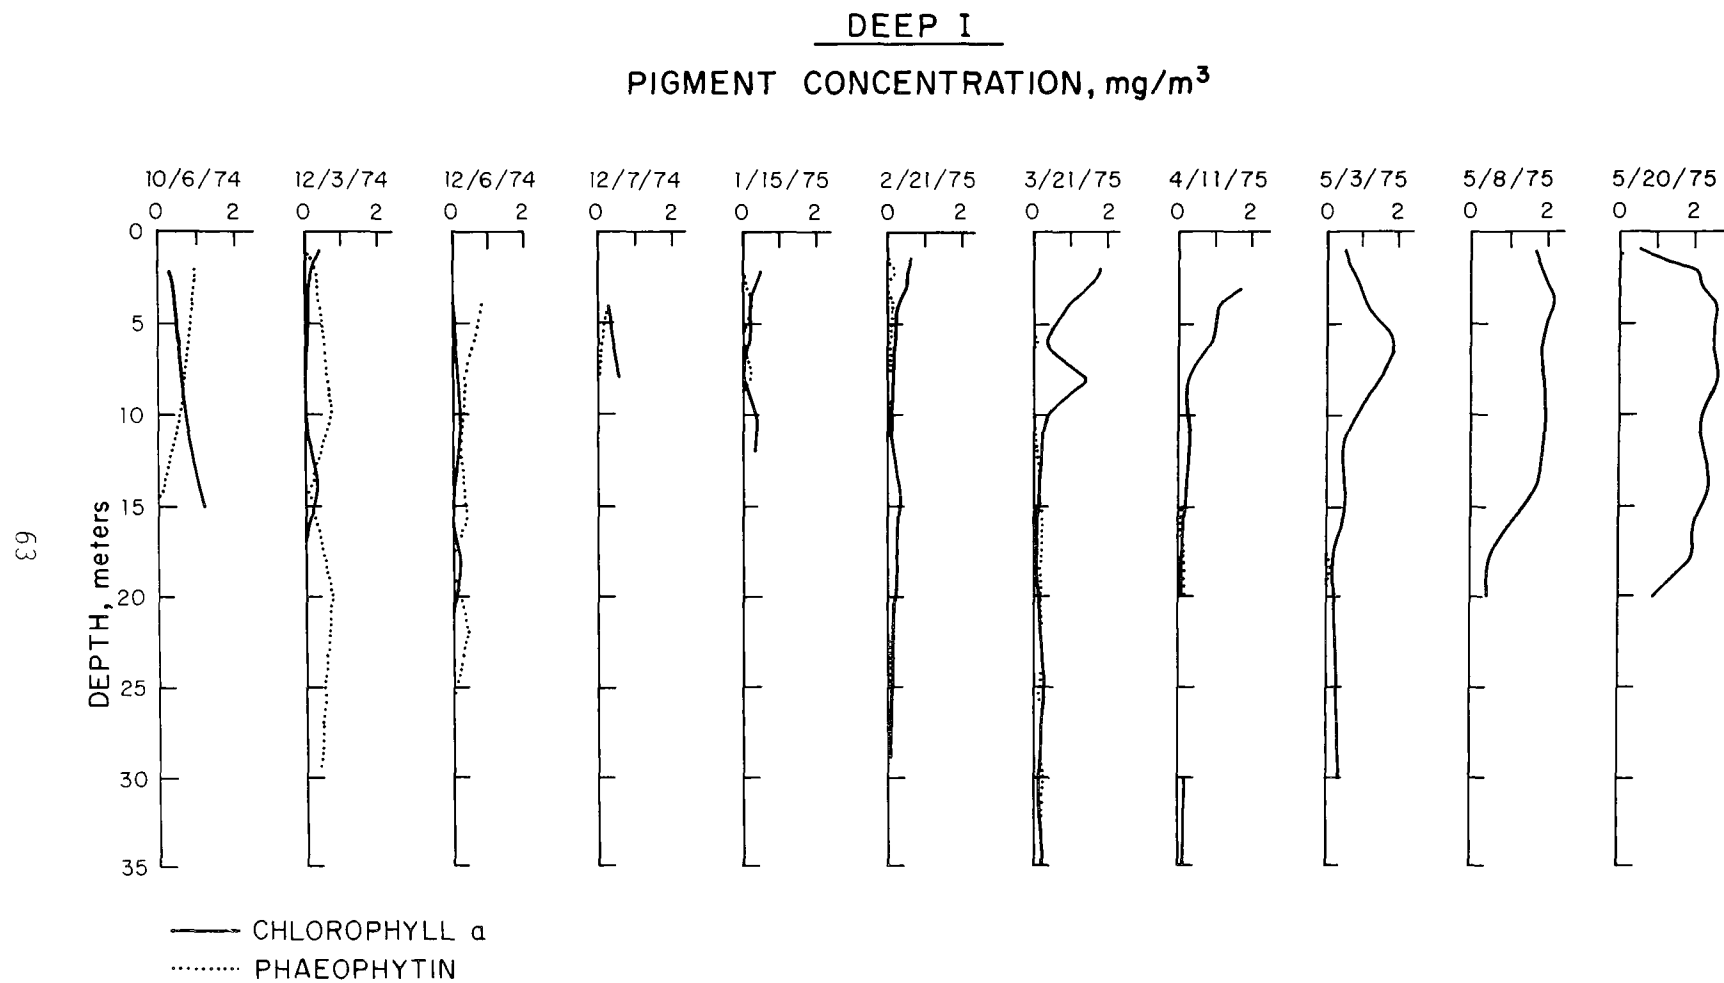 DEEP I
PIGMENT CONCENTRATION, mg/m³
10/6/74 12/3/74 12/6/74 12/7/74 1/15/75 2/21/75 3/21/75 4/11/75 5/3/75 5/8/75 5/20/75
0 2 0 2 0 2 0 2 0 2 0 2 0 2 0 2 0 2 0 2 0 2
0
5
10
15
20
25
30
35
DEPTH, meters
63
CHLOROPHYLL a
PHAEOPHYTIN